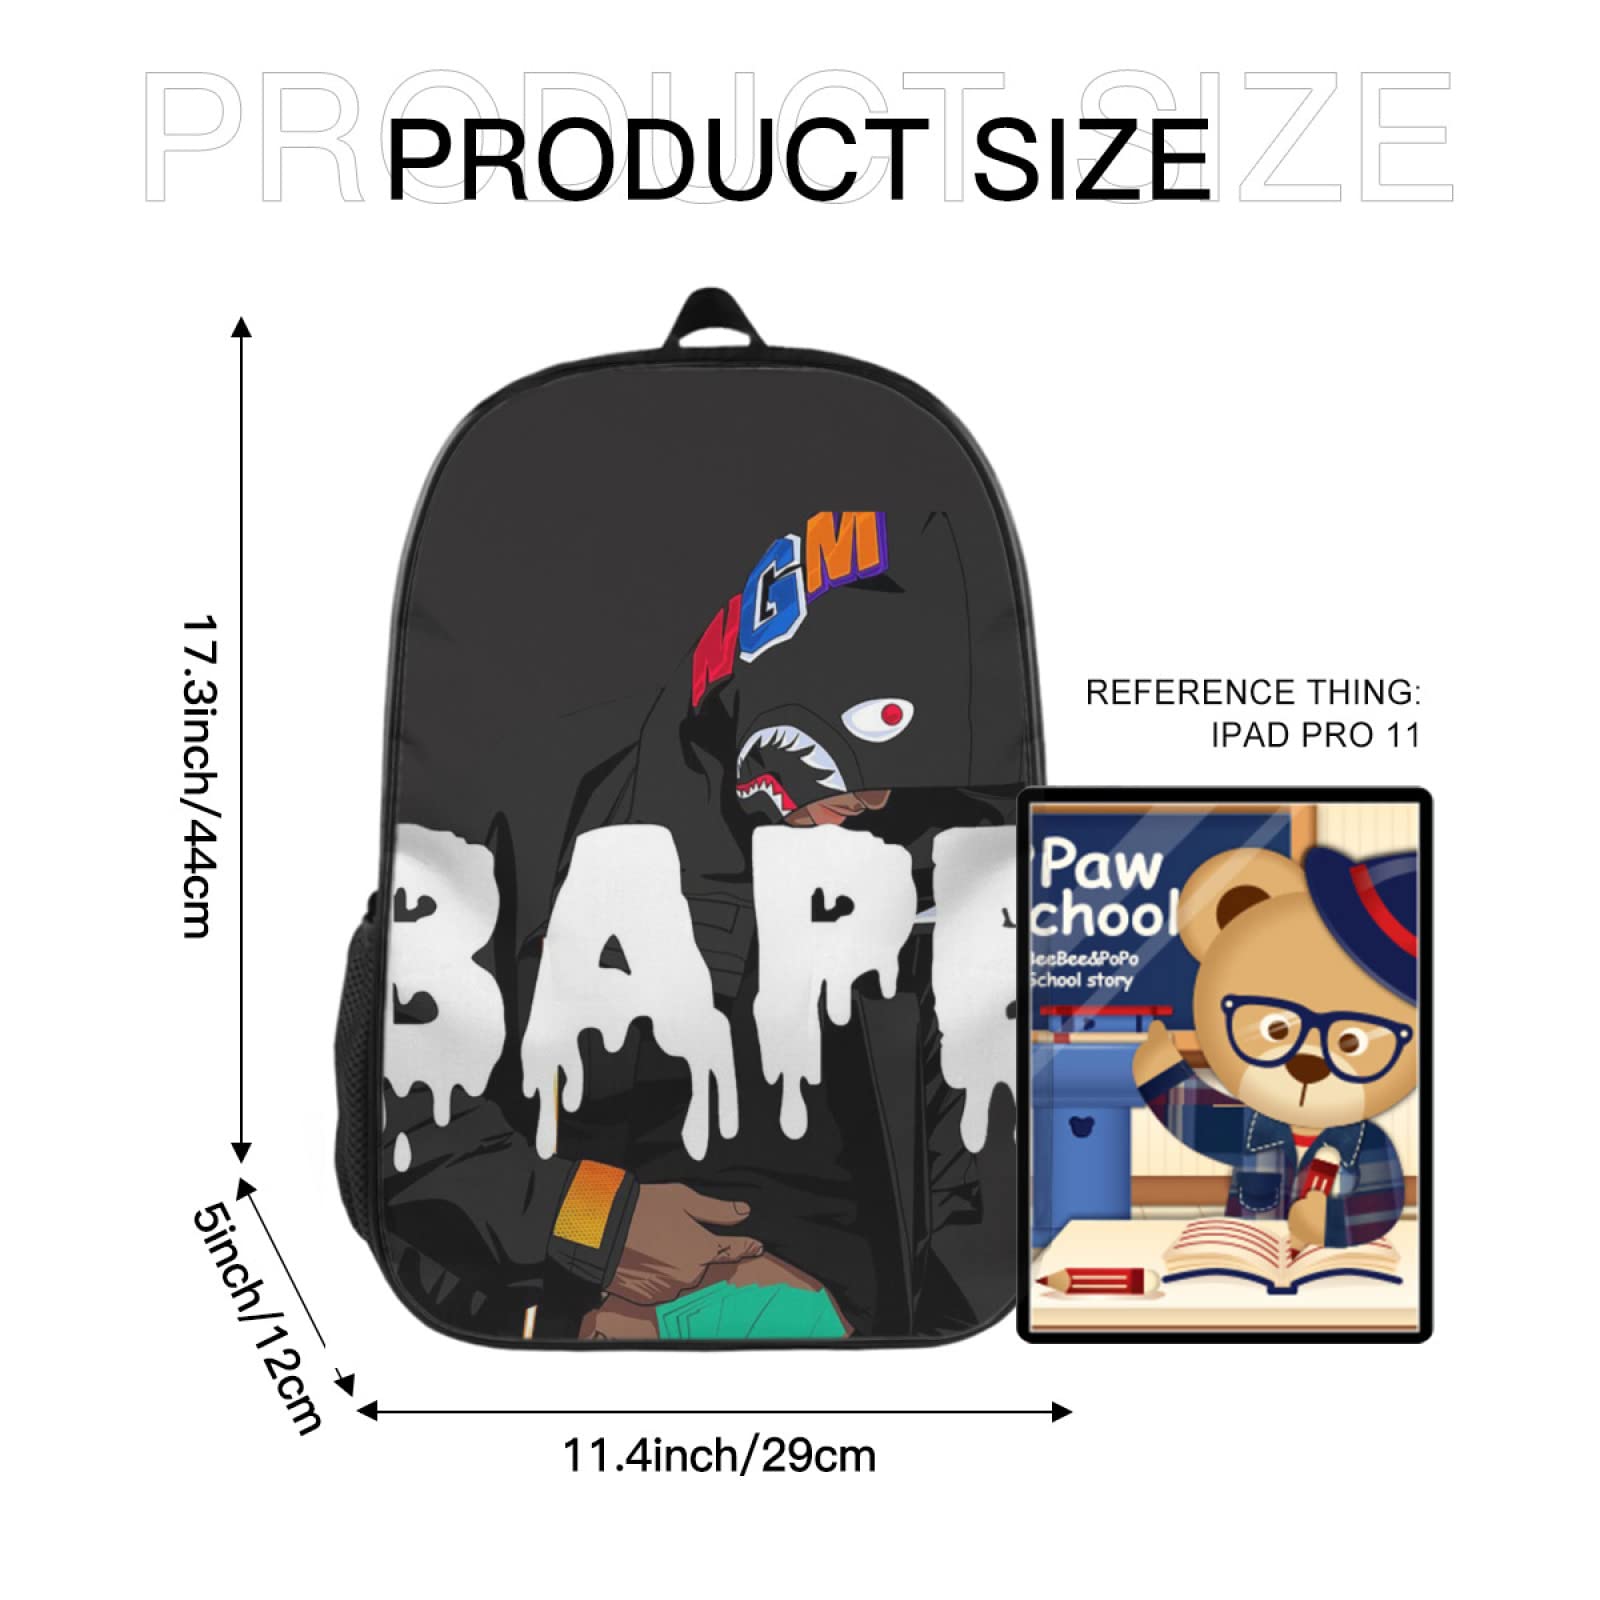 PRODUCT SIZE
PRODUCT SIZE
NGM
17.3inch/44cm
REFERENCE THING:
IPAD PRO 11
BAPE
Paw
chool
BeeBee&PoPo
School story
5inch/12cm
11.4inch/29cm